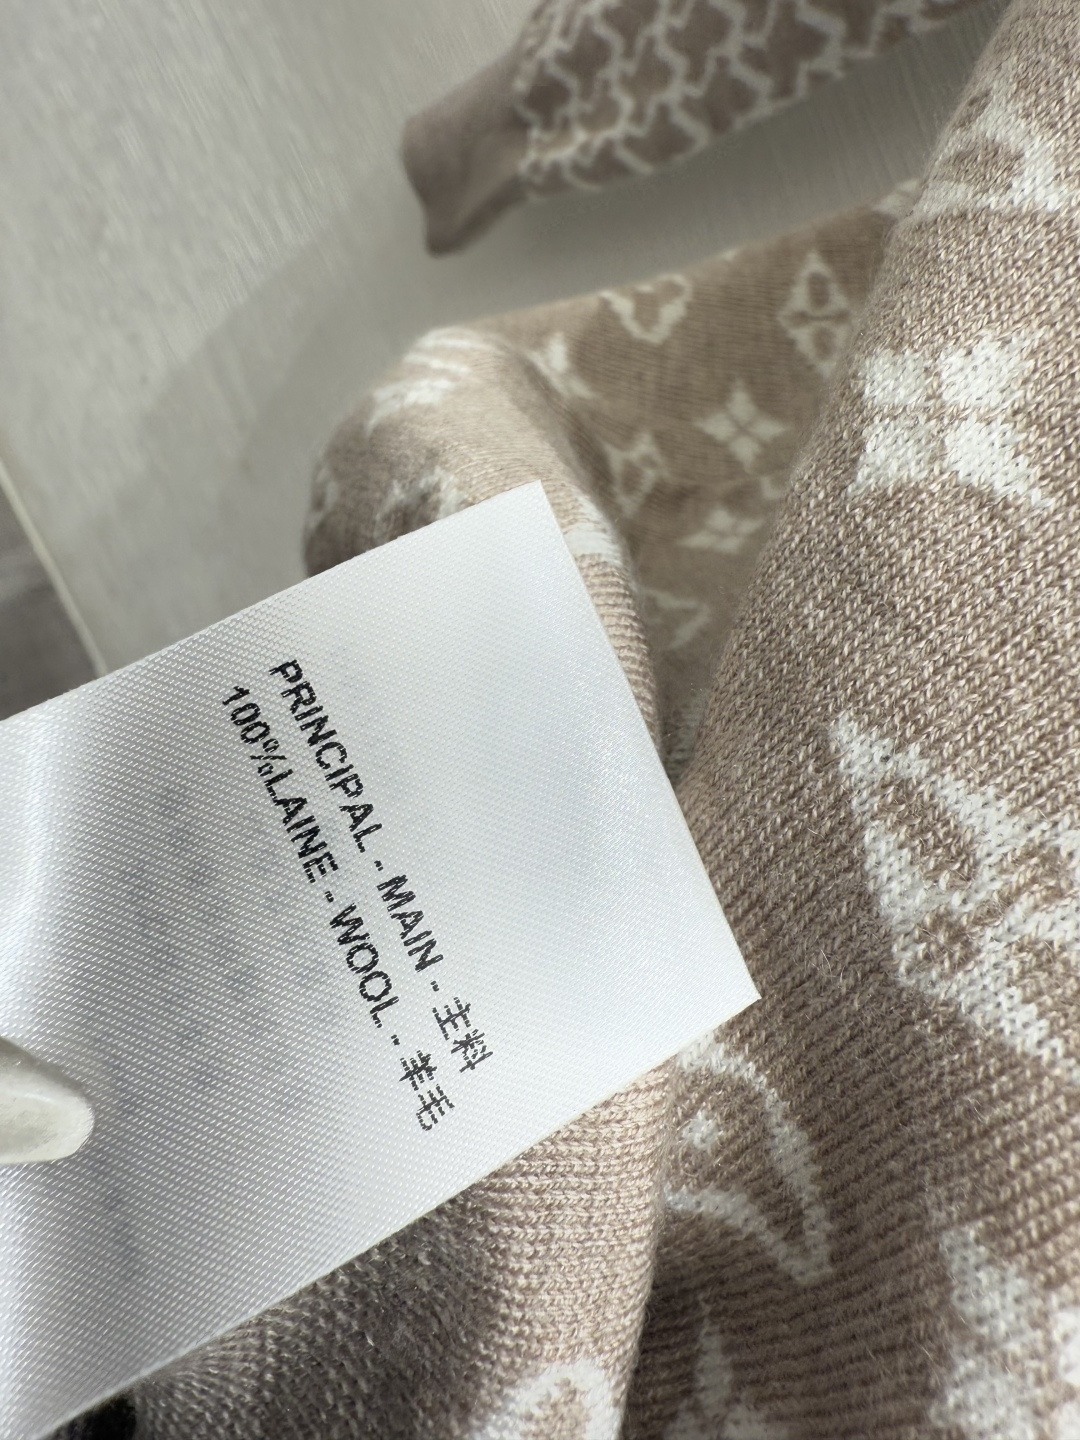 PRINCIPAL - MAIN - 主料
100%LAINE - WOOL - 羊毛